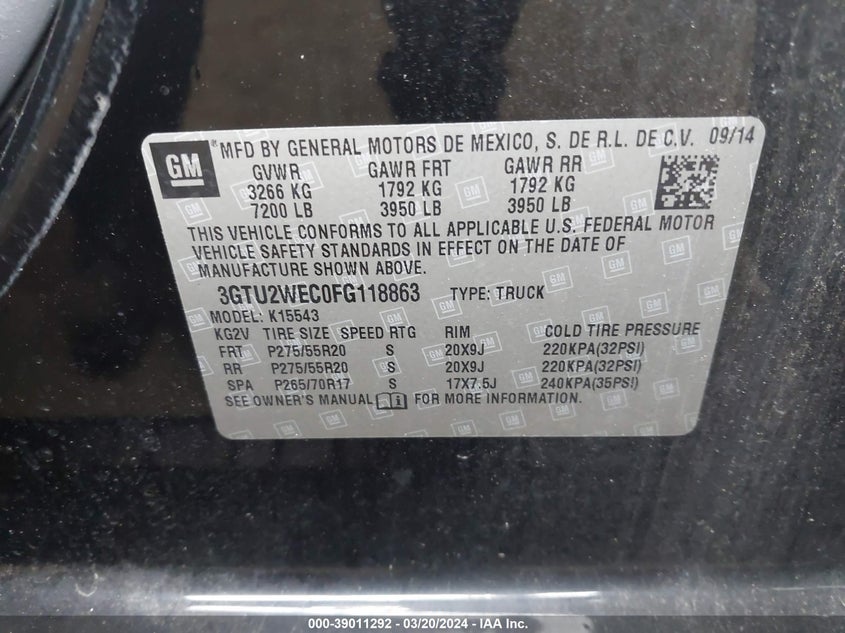 GM ® MFD BY GENERAL MOTORS DE MEXICO, S. DE R.L. DE C.V. 09/14
GVWR GAWR FRT GAWR RR
3266 KG 1792 KG 1792 KG
7200 LB 3950 LB 3950 LB
THIS VEHICLE CONFORMS TO ALL APPLICABLE U.S. FEDERAL MOTOR
VEHICLE SAFETY STANDARDS IN EFFECT ON THE DATE OF
MANUFACTURE SHOWN ABOVE.
3GTU2WEC0FG118863 TYPE: TRUCK
MODEL: K15543
KG2V TIRE SIZE SPEED RTG RIM COLD TIRE PRESSURE
FRT P275/55R20 S 20X9J 220KPA(32PSI)
RR P275/55R20 S 20X9J 220KPA(32PSI)
SPA P265/70R17 S 17X7.5J 240KPA(35PSI)
SEE OWNER'S MANUAL FOR MORE INFORMATION.
000-39011292 - 03/20/2024 - IAA Inc.